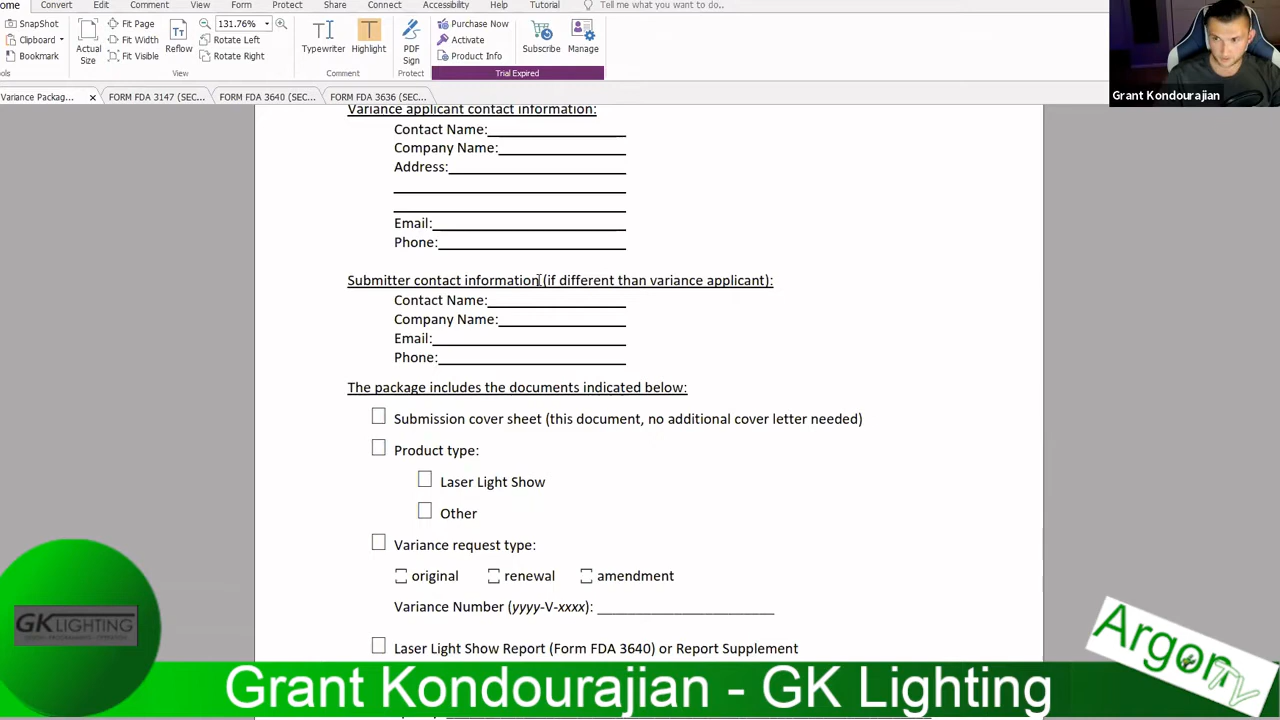 ome Convert Edit Comment View Form Protect Share Connect Accessibility Help Tutorial Tell me what you want to do..
SnapShot
Clipboard
Bookmark
ols
Actual Size
Fit Page
Fit Width
Fit Visible
Reflow
131.76%
Rotate Left
Rotate Right
View
Typewriter
Highlight
Comment
PDF Sign
Protect
Purchase Now
Activate
Product Info
Subscribe
Manage
Trial Expired
Grant Kondourajian
Variance Packag... FORM FDA 3147 (SEC... FORM FDA 3640 (SEC... FORM FDA 3636 (SEC...
Variance applicant contact information:
Contact Name:
Company Name:
Address:
Email:
Phone:
Submitter contact information (if different than variance applicant):
Contact Name:
Company Name:
Email:
Phone:
The package includes the documents indicated below:
Submission cover sheet (this document, no additional cover letter needed)
Product type:
Laser Light Show
Other
Variance request type:
original renewal amendment
Variance Number (yyyy-V-xxxx): ______________________
Laser Light Show Report (Form FDA 3640) or Report Supplement
GK LIGHTING
Argon TV
Grant Kondourajian - GK Lighting